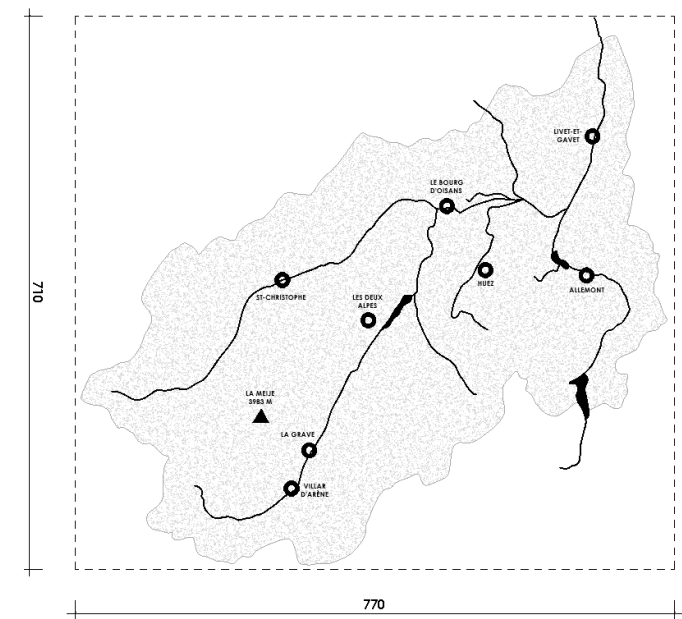 LIVET-ET-
GAVET
LE BOURG
D'OISANS
ST-CHRISTOPHE
LES DEUX
ALPES
HUEZ
ALLEMONT
710
LA MEIJE
3983 M
LA GRAVE
VILLAR
D'ARÈNE
770